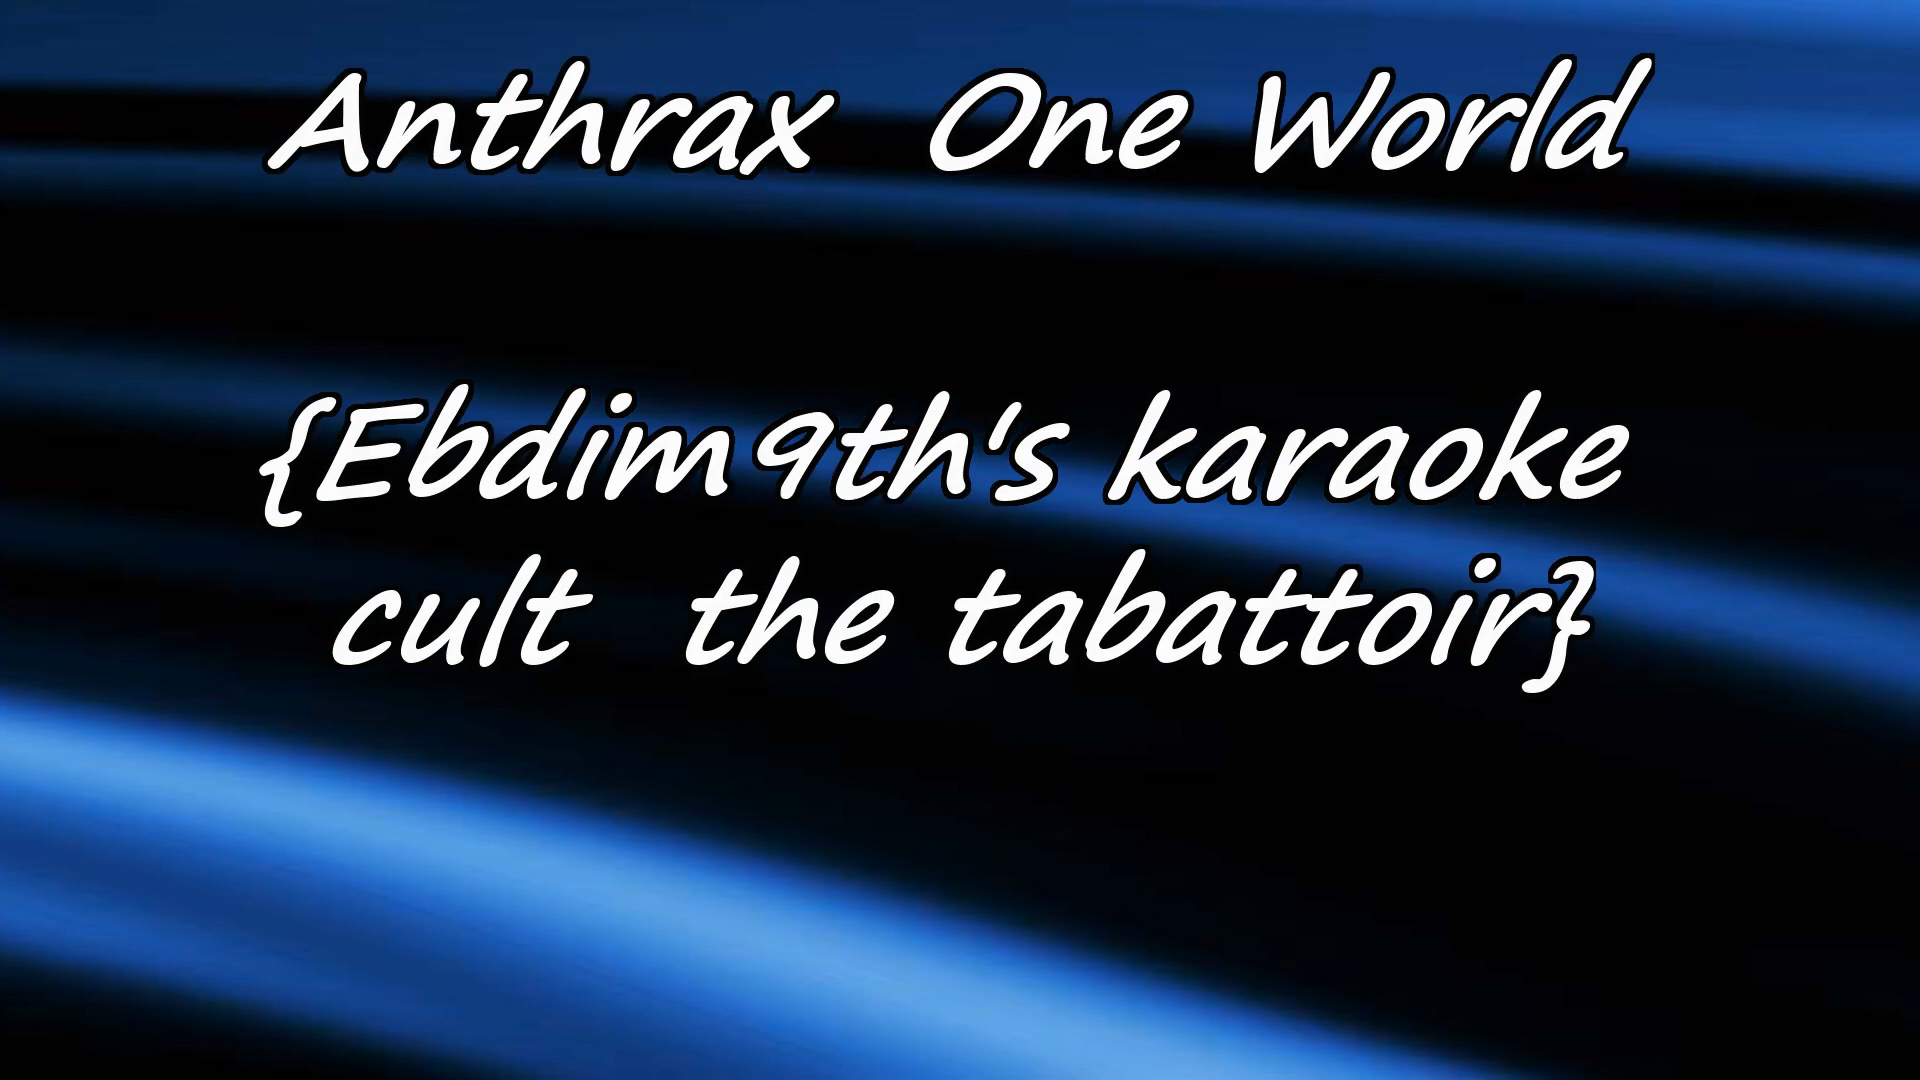 Anthrax  One World
{Ebdim9th's karaoke
cult  the tabattoir}